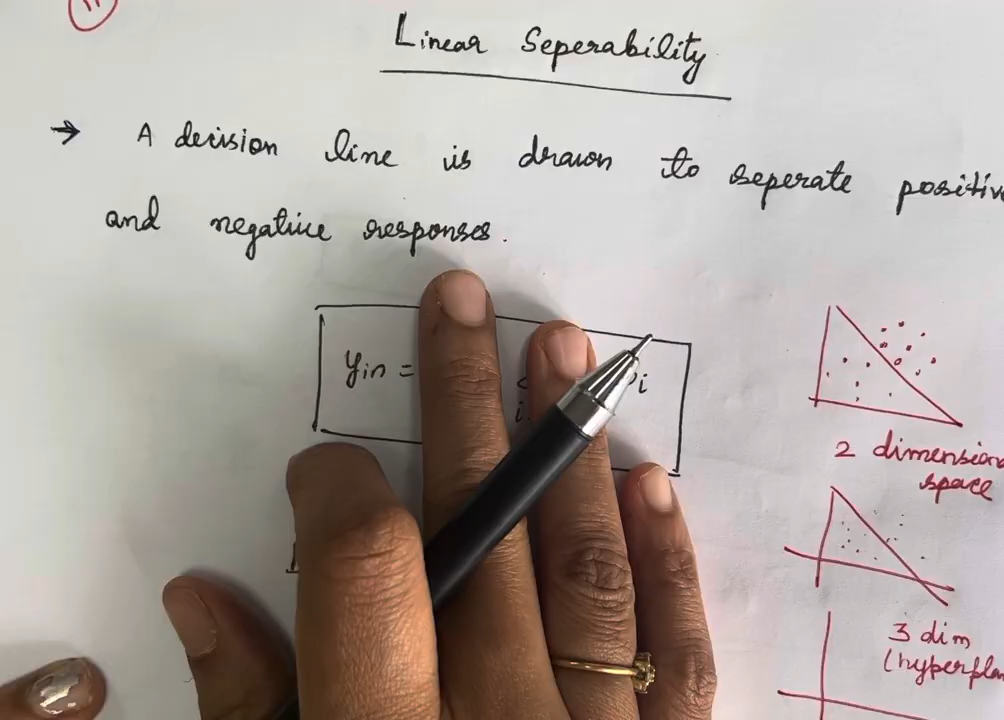 Linear Seperability
→ A decision line is drawn to seperate
and negative responses.
yin =
i
2 dimension
space
3 dim